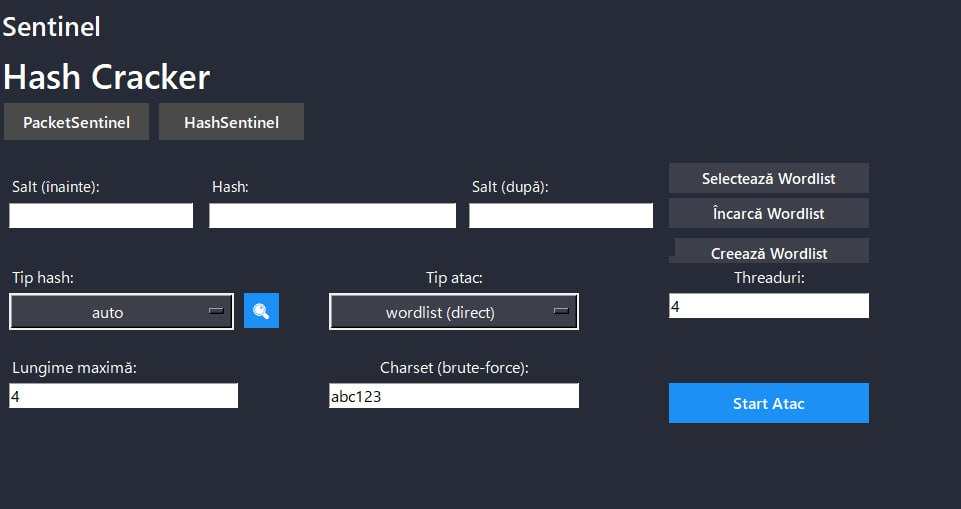 Sentinel
Hash Cracker
PacketSentinel HashSentinel
Salt (înainte): Hash: Salt (după): Selectează Wordlist
Încarcă Wordlist
Creează Wordlist
Tip hash: Tip atac: Threaduri:
auto wordlist (direct) 4
Lungime maximă: Charset (brute-force):
4 abc123 Start Atac